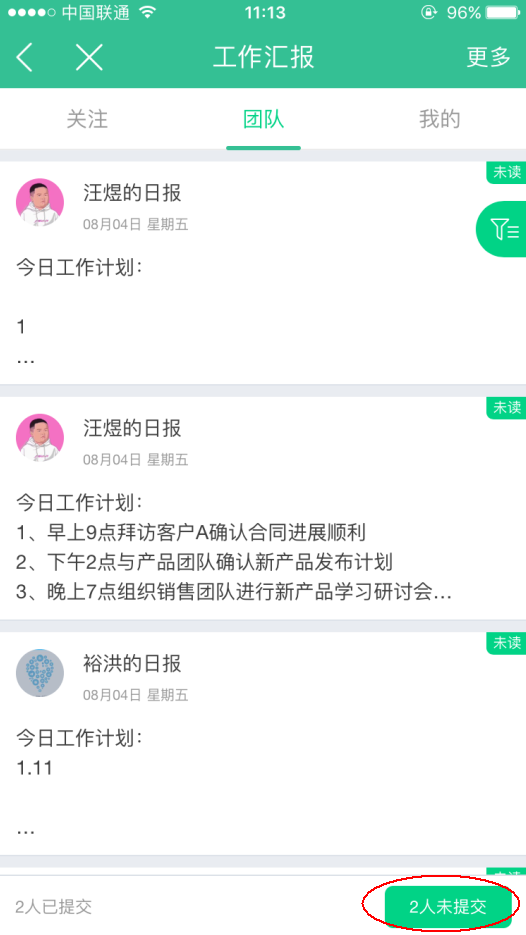 中国联通 11:13 96%
工作汇报 更多
关注 团队 我的
未读
汪煜的日报
08月04日 星期五
今日工作计划：
1
...
未读
汪煜的日报
08月04日 星期五
今日工作计划：
1、早上9点拜访客户A确认合同进展顺利
2、下午2点与产品团队确认新产品发布计划
3、晚上7点组织销售团队进行新产品学习研讨会...
未读
裕洪的日报
08月04日 星期五
今日工作计划：
1.11
...
2人已提交 2人未提交